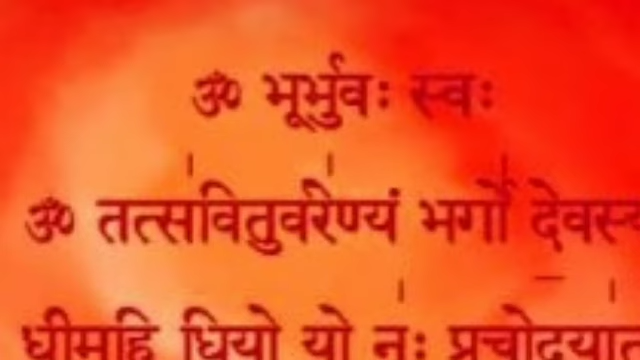 ॐ भूर्भुवः स्वः
ॐ तत्सवितुवरेण्यं भर्गो
धीमहि धियो यो नः